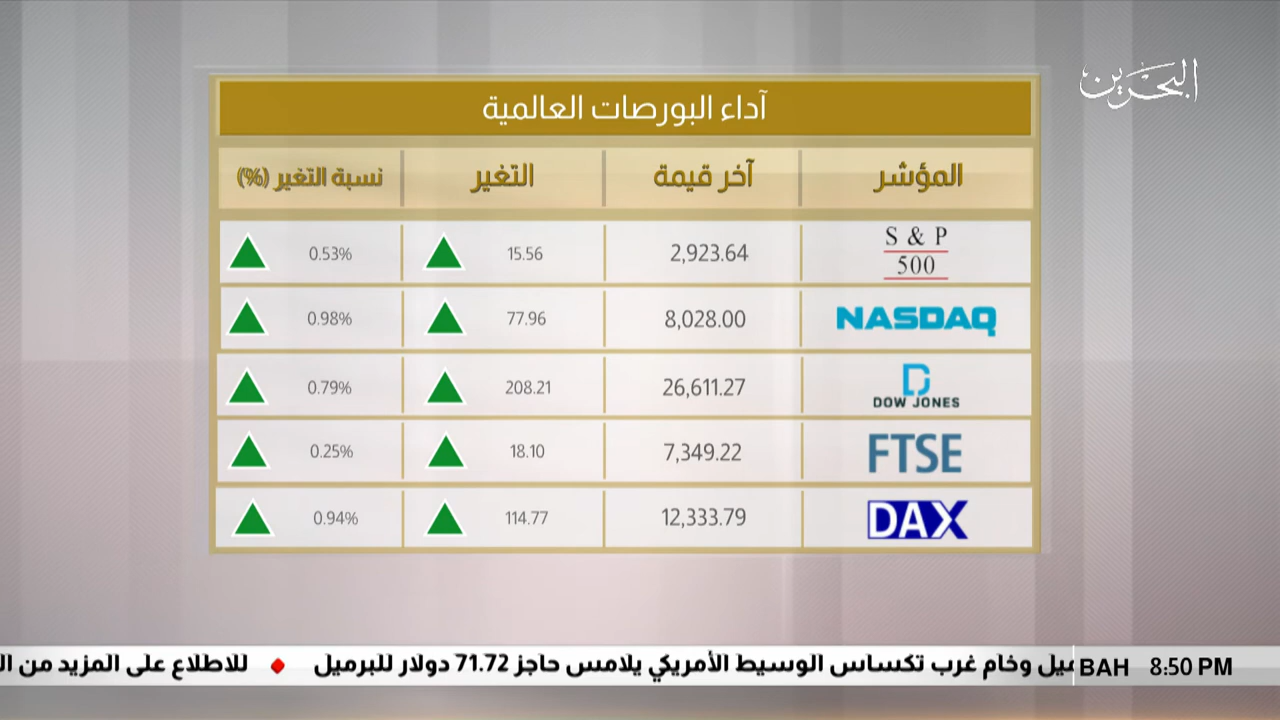 البحرين
آداء البورصات العالمية
المؤشر آخر قيمة التغير نسبة التغير (%)
S & P
500 2,923.64 15.56 0.53%
NASDAQ 8,028.00 77.96 0.98%
DOW JONES 26,611.27 208.21 0.79%
FTSE 7,349.22 18.10 0.25%
DAX 12,333.79 114.77 0.94%
وخام غرب تكساس الوسيط الأمريكي يلامس حاجز 71.72 دولار للبرميل للاطلاع على المزيد من
BAH 8:50 PM